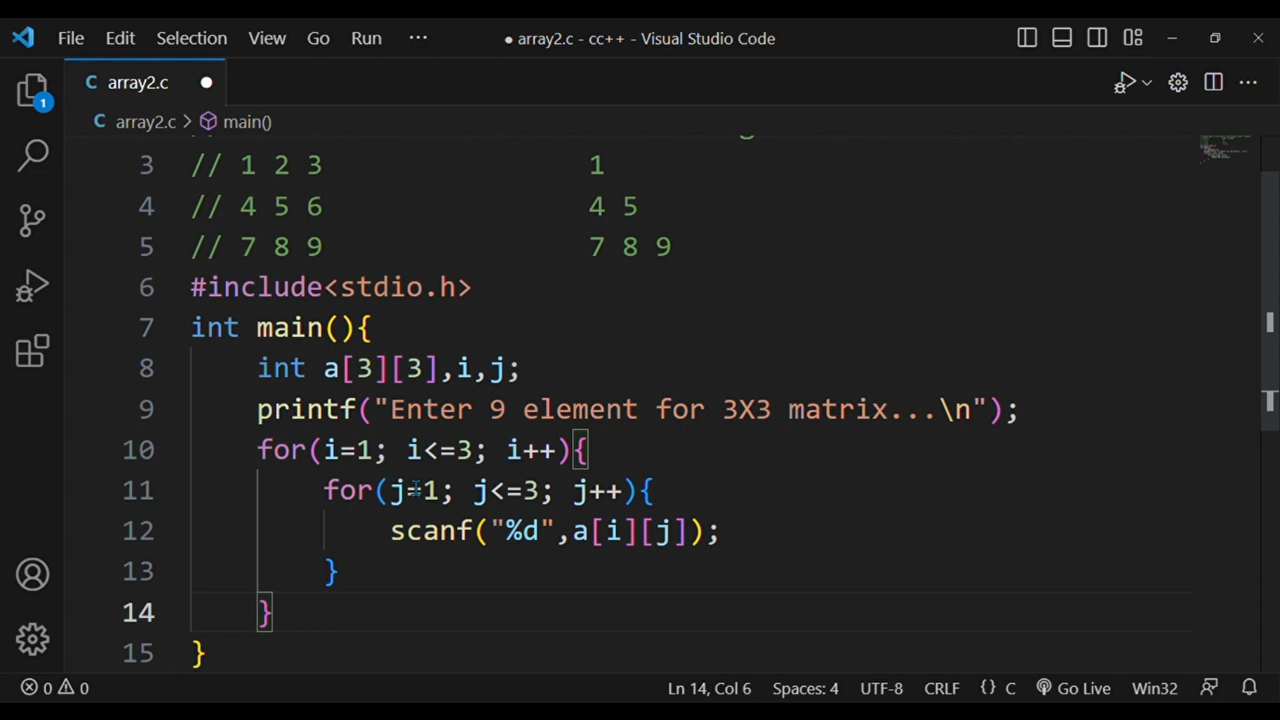 File Edit Selection View Go Run ··· ● array2.c - cc++ - Visual Studio Code
C array2.c ●
C array2.c > main()
3 // 1 2 3 1
4 // 4 5 6 4 5
5 // 7 8 9 7 8 9
6 #include<stdio.h>
7 int main(){
8 int a[3][3],i,j;
9 printf("Enter 9 element for 3X3 matrix...\n");
10 for(i=1; i<=3; i++){
11 for(j=1; j<=3; j++){
12 scanf("%d",a[i][j]);
13 }
14 }
15 }
1
0 0 Ln 14, Col 6 Spaces: 4 UTF-8 CRLF {} C Go Live Win32